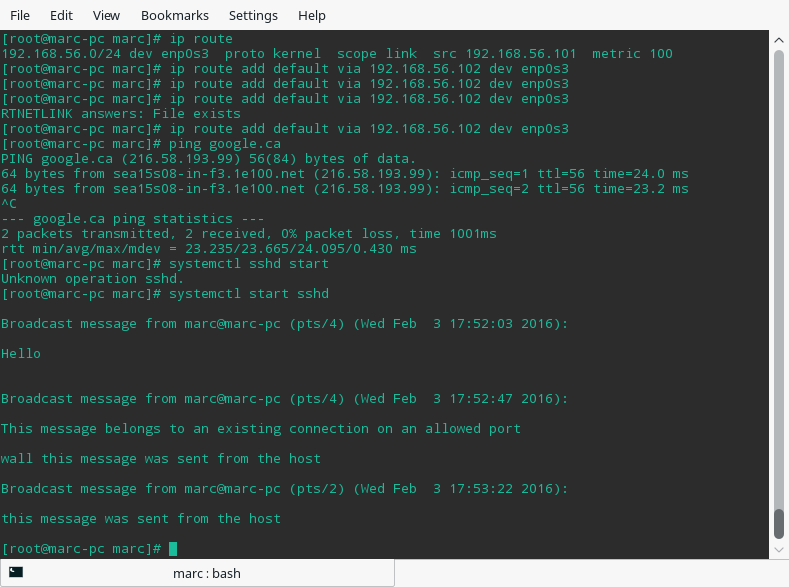 File Edit View Bookmarks Settings Help
[root@marc-pc marc]# ip route
192.168.56.0/24 dev enp0s3  proto kernel  scope link  src 192.168.56.101  metric 100
[root@marc-pc marc]# ip route add default via 192.168.56.102 dev enp0s3
[root@marc-pc marc]# ip route add default via 192.168.56.102 dev enp0s3
[root@marc-pc marc]# ip route add default via 192.168.56.102 dev enp0s3
RTNETLINK answers: File exists
[root@marc-pc marc]# ip route add default via 192.168.56.102 dev enp0s3
[root@marc-pc marc]# ping google.ca
PING google.ca (216.58.193.99) 56(84) bytes of data.
64 bytes from sea15s08-in-f3.1e100.net (216.58.193.99): icmp_seq=1 ttl=56 time=24.0 ms
64 bytes from sea15s08-in-f3.1e100.net (216.58.193.99): icmp_seq=2 ttl=56 time=23.2 ms
^C
--- google.ca ping statistics ---
2 packets transmitted, 2 received, 0% packet loss, time 1001ms
rtt min/avg/max/mdev = 23.235/23.665/24.095/0.430 ms
[root@marc-pc marc]# systemctl sshd start
Unknown operation sshd.
[root@marc-pc marc]# systemctl start sshd
Broadcast message from marc@marc-pc (pts/4) (Wed Feb  3 17:52:03 2016):
Hello
Broadcast message from marc@marc-pc (pts/4) (Wed Feb  3 17:52:47 2016):
This message belongs to an existing connection on an allowed port
wall this message was sent from the host
Broadcast message from marc@marc-pc (pts/2) (Wed Feb  3 17:53:22 2016):
this message was sent from the host
[root@marc-pc marc]#
marc : bash